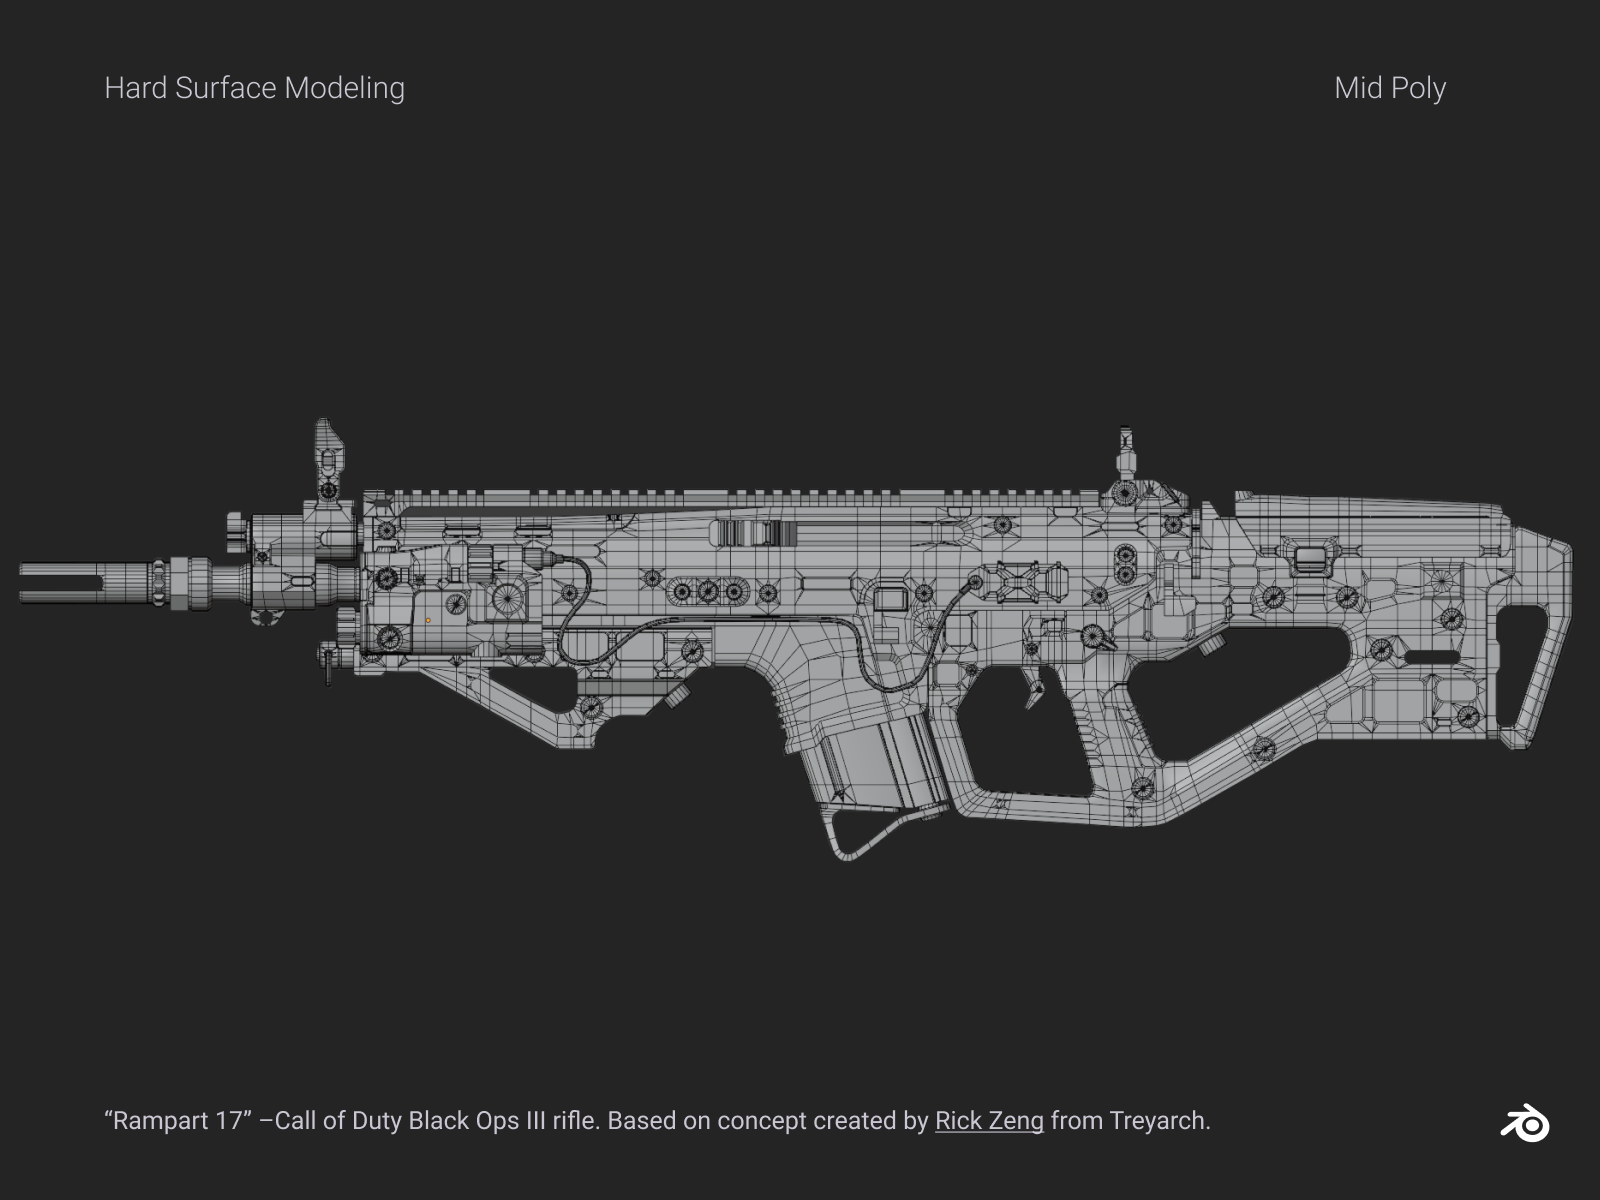 Hard Surface Modeling
Mid Poly
“Rampart 17” –Call of Duty Black Ops III rifle. Based on concept created by Rick Zeng from Treyarch.